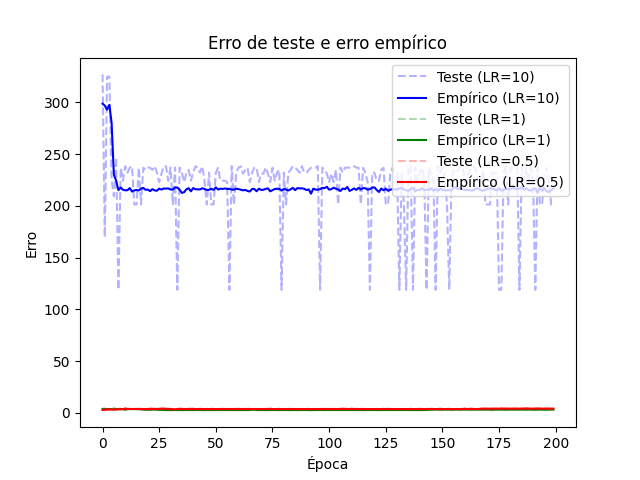 Erro de teste e erro empírico
Teste (LR=10)
Empírico (LR=10)
Teste (LR=1)
Empírico (LR=1)
Teste (LR=0.5)
Empírico (LR=0.5)
Erro
300
250
200
150
100
50
0
0 25 50 75 100 125 150 175 200
Época